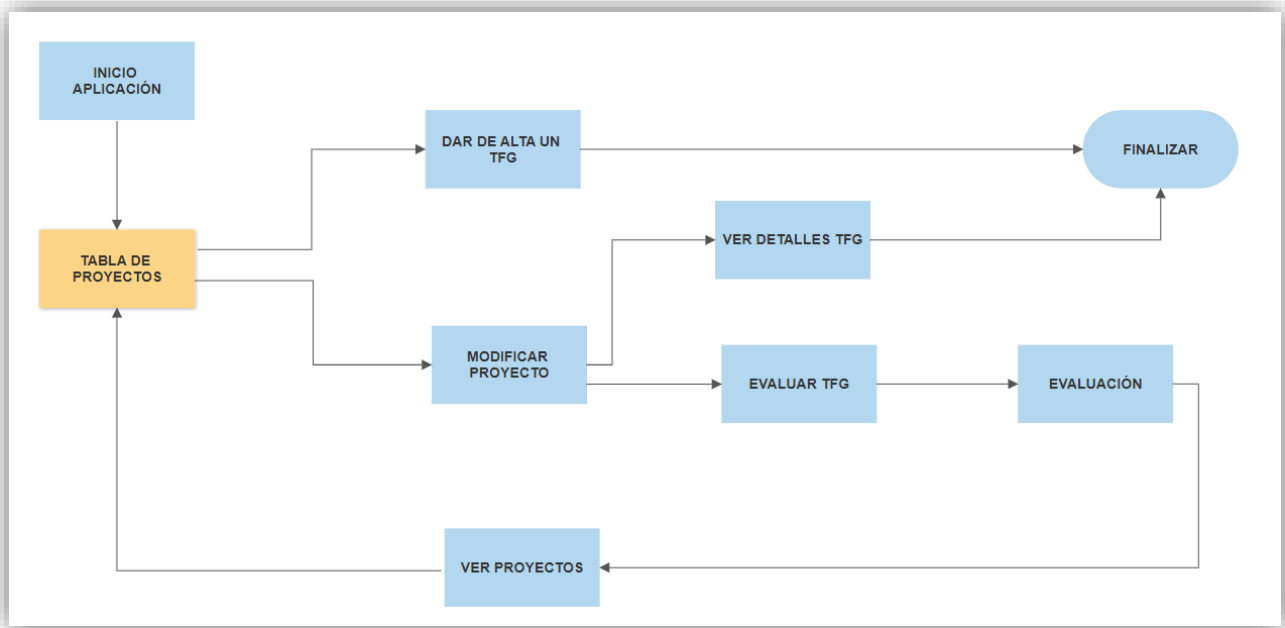 INICIO
APLICACIÓN
DAR DE ALTA UN
TFG
FINALIZAR
TABLA DE
PROYECTOS
VER DETALLES TFG
MODIFICAR
PROYECTO
EVALUAR TFG
EVALUACIÓN
VER PROYECTOS